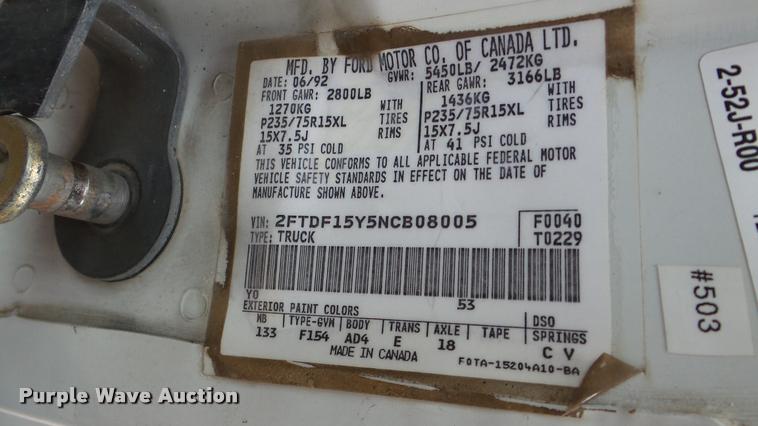 MFD. BY FORD MOTOR CO. OF CANADA LTD.
DATE: 06/92 GVWR: 5450LB/ 2472KG
FRONT GAWR: 2800LB REAR GAWR: 3166LB
1270KG WITH 1436KG WITH
P235/75R15XL TIRES P235/75R15XL TIRES
15X7.5J RIMS 15X7.5J RIMS
AT 35 PSI COLD AT 41 PSI COLD
THIS VEHICLE CONFORMS TO ALL APPLICABLE FEDERAL MOTOR
VEHICLE SAFETY STANDARDS IN EFFECT ON THE DATE OF
MANUFACTURE SHOWN ABOVE.
VIN: 2FTDF15Y5NCB08005 F0040
TYPE: TRUCK T0229
YO 53
EXTERIOR PAINT COLORS DSO
WB TYPE-GVW BODY TRANS AXLE TAPE SPRINGS
133 F154 AD4 E 18 C V
MADE IN CANADA F0TA-15204A10-BA
2-52J-R00
#503
Purple Wave Auction